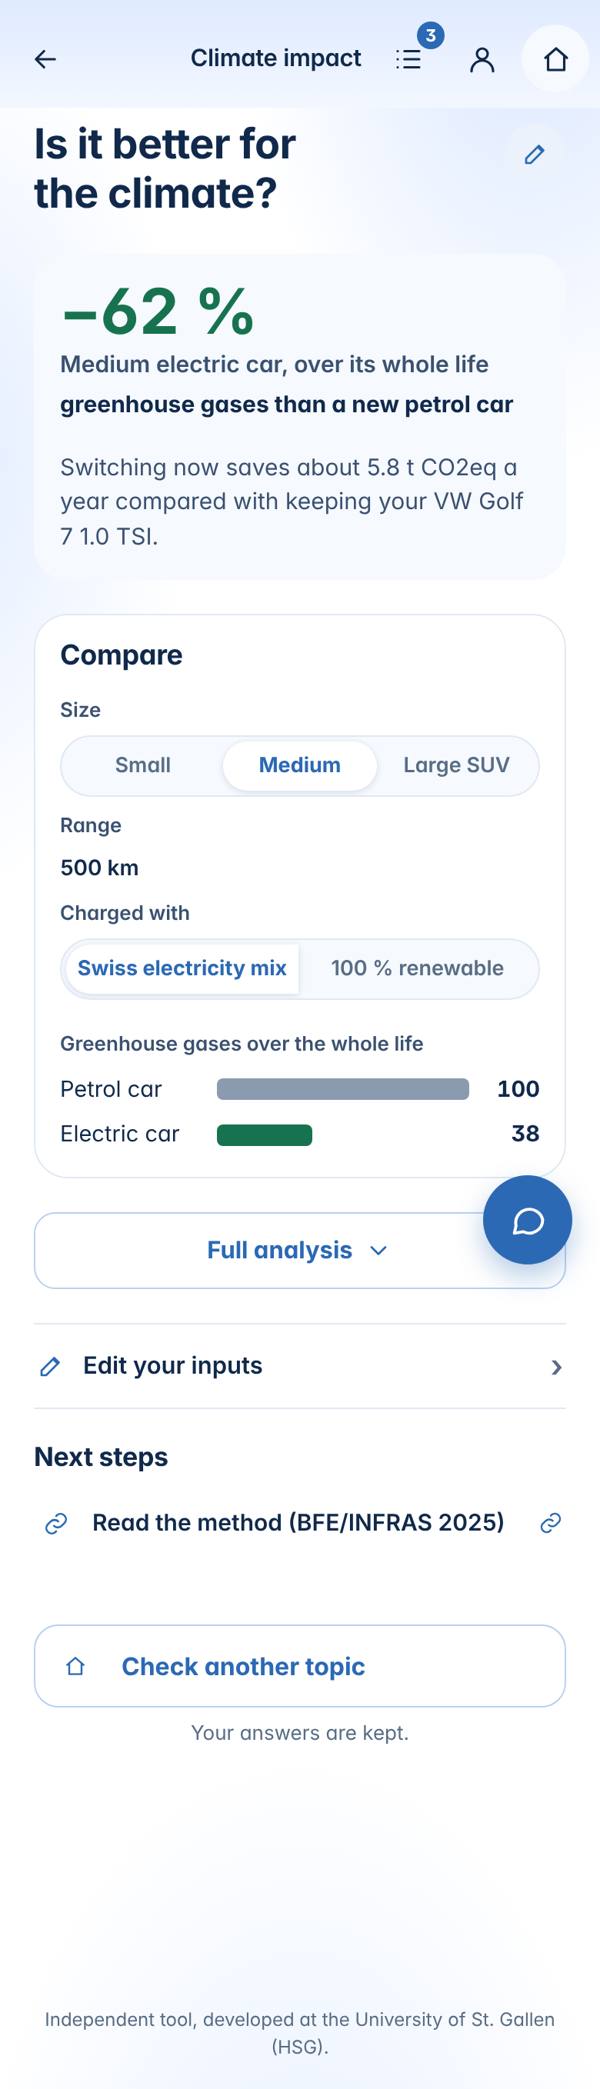 Climate impact
3
Is it better for
the climate?
–62 %
Medium electric car, over its whole life
greenhouse gases than a new petrol car
Switching now saves about 5.8 t CO2eq a
year compared with keeping your VW Golf
7 1.0 TSI.
Compare
Size
Small Medium Large SUV
Range
500 km
Charged with
Swiss electricity mix 100 % renewable
Greenhouse gases over the whole life
Petrol car 100
Electric car 38
Full analysis
Edit your inputs
Next steps
Read the method (BFE/INFRAS 2025)
Check another topic
Your answers are kept.
Independent tool, developed at the University of St. Gallen
(HSG).